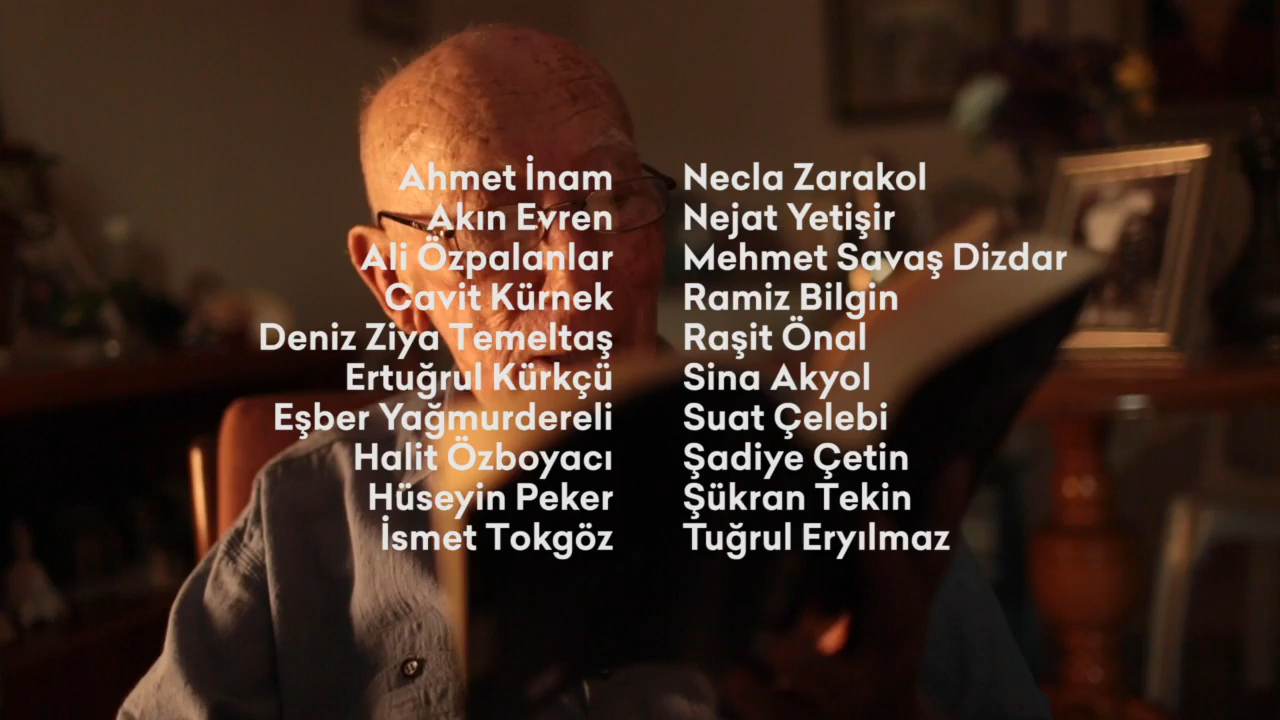 Ahmet İnam
Akın Evren
Ali Özpalanlar
Cavit Kürnek
Deniz Ziya Temeltaş
Ertuğrul Kürkçü
Eşber Yağmurdereli
Halit Özboyacı
Hüseyin Peker
İsmet Tokgöz
Necla Zarakol
Nejat Yetişir
Mehmet Savaş Dizdar
Ramiz Bilgin
Raşit Önal
Sina Akyol
Suat Çelebi
Şadiye Çetin
Şükran Tekin
Tuğrul Eryılmaz